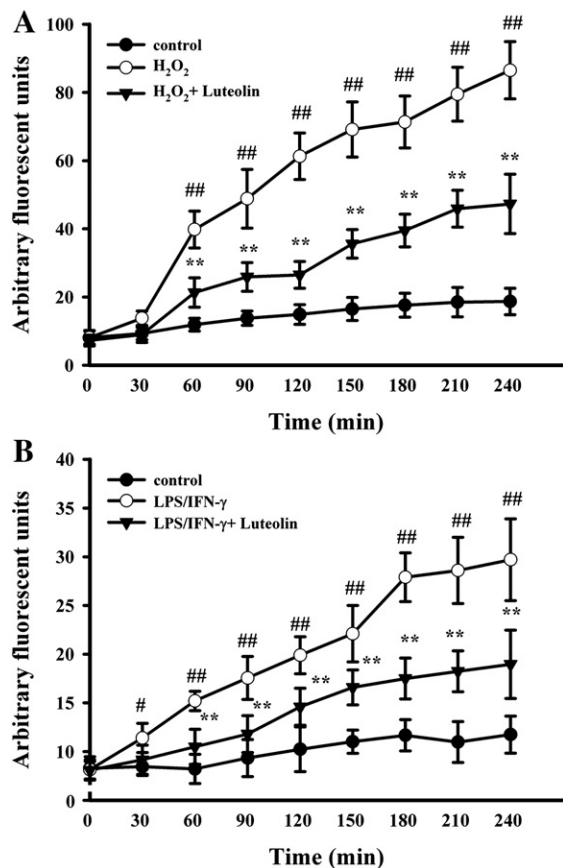 A
100
80
60
40
20
0
Arbitrary fluorescent units
control
H₂O₂
H₂O₂+ Luteolin
## ## ## ## ## ## ##
** ** ** ** ** ** **
0 30 60 90 120 150 180 210 240
Time (min)
B
40
35
30
25
20
15
10
0
Arbitrary fluorescent units
control
LPS/IFN-γ
LPS/IFN-γ+ Luteolin
# ## ## ## ## ## ## ##
** ** ** ** ** ** **
0 30 60 90 120 150 180 210 240
Time (min)